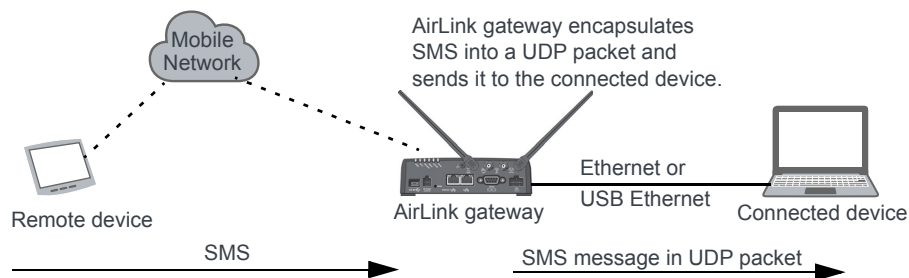 Mobile
Network
AirLink gateway encapsulates
SMS into a UDP packet and
sends it to the connected device.
Ethernet or
USB Ethernet
Remote device
AirLink gateway
Connected device
SMS
SMS message in UDP packet